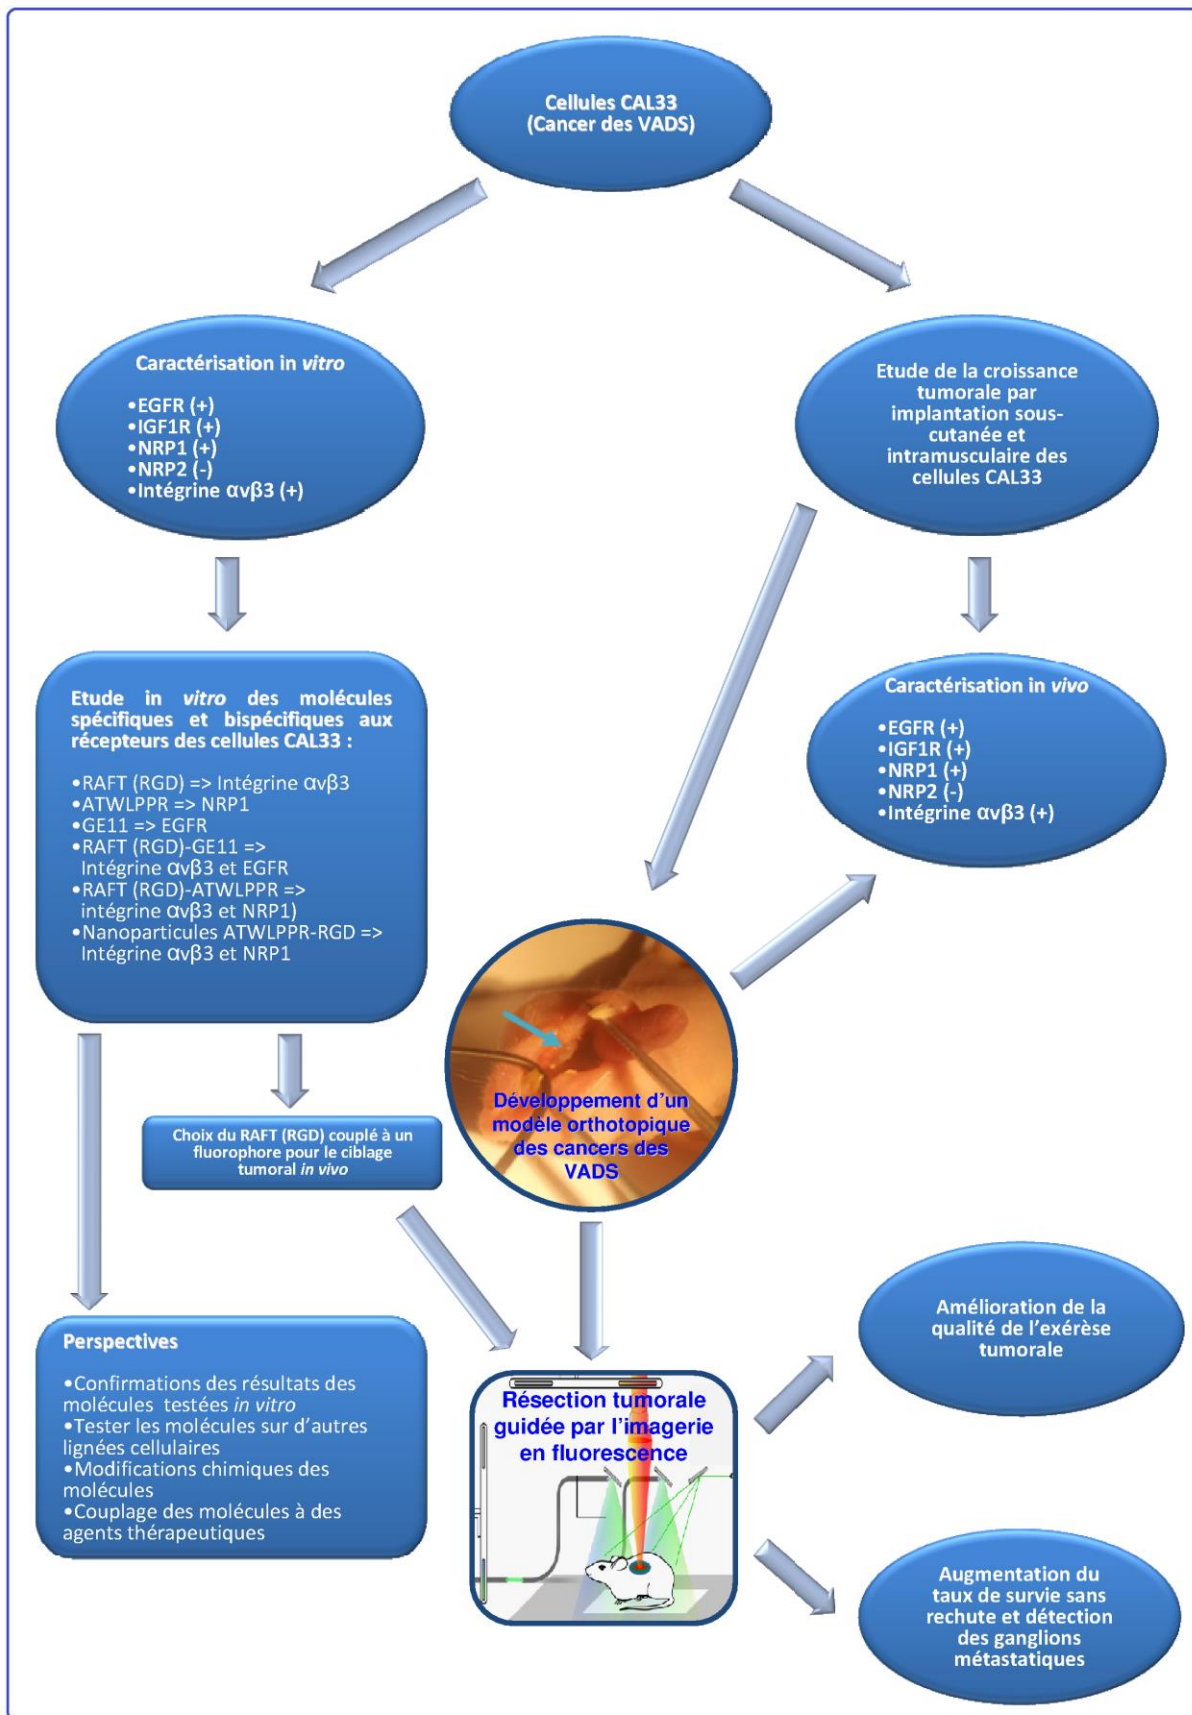 Cellules CAL33
(Cancer des VADS)
Caractérisation in vitro
•EGFR (+)
•IGF1R (+)
•NRP1 (+)
•NRP2 (-)
•Intégrine αvβ3 (+)
Etude de la croissance
tumorale par
implantation sous-
cutanée et
intramusculaire des
cellules CAL33
Etude in vitro des molécules
spécifiques et bispécifiques aux
récepteurs des cellules CAL33 :
•RAFT (RGD) => Intégrine αvβ3
•ATWLPPR => NRP1
•GE11 => EGFR
•RAFT (RGD)-GE11 =>
Intégrine αvβ3 et EGFR
•RAFT (RGD)-ATWLPPR =>
intégrine αvβ3 et NRP1)
•Nanoparticules ATWLPPR-RGD =>
Intégrine αvβ3 et NRP1
Caractérisation in vivo
•EGFR (+)
•IGF1R (+)
•NRP1 (+)
•NRP2 (-)
•Intégrine αvβ3 (+)
Développement d'un
modèle orthotopique
des cancers des
VADS
Choix du RAFT (RGD) couplé à un
fluorophore pour le ciblage
tumoral in vivo
Perspectives
•Confirmations des résultats des
molécules testées in vitro
•Tester les molécules sur d'autres
lignées cellulaires
•Modifications chimiques des
molécules
•Couplage des molécules à des
agents thérapeutiques
Résection tumorale
guidée par l'imagerie
en fluorescence
Amélioration de la
qualité de l'exérèse
tumorale
Augmentation du
taux de survie sans
rechute et détection
des ganglions
métastatiques